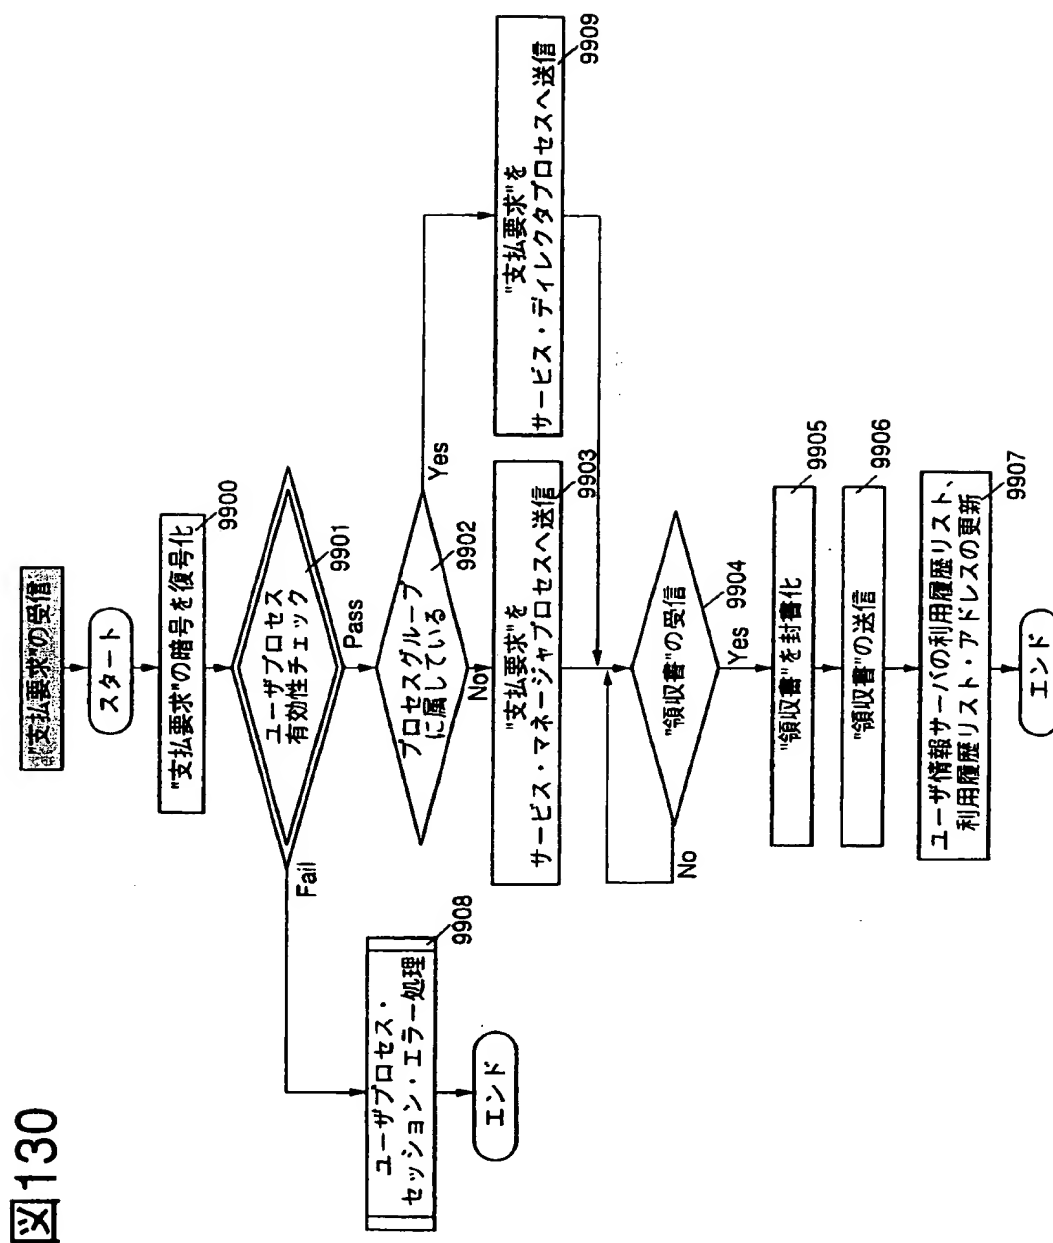 図130
"支払要求"の受信
スタート
"支払要求"の暗号を復号化
9900
ユーザプロセス
有効性チェック
9901
Fail
Pass
プロセスグループ
に属している
9902
Yes
No
"支払要求"を
サービス・マネージャプロセスへ送信
9903
"支払要求"を
サービス・ディレクタプロセスへ送信
9909
"領収書"の受信
9904
No
Yes
"領収書"を封書化
9905
"領収書"の送信
9906
ユーザ情報サーバの利用履歴リスト、
利用履歴リスト・アドレスの更新
9907
エンド
ユーザプロセス・
セッション・エラー処理
9908
エンド